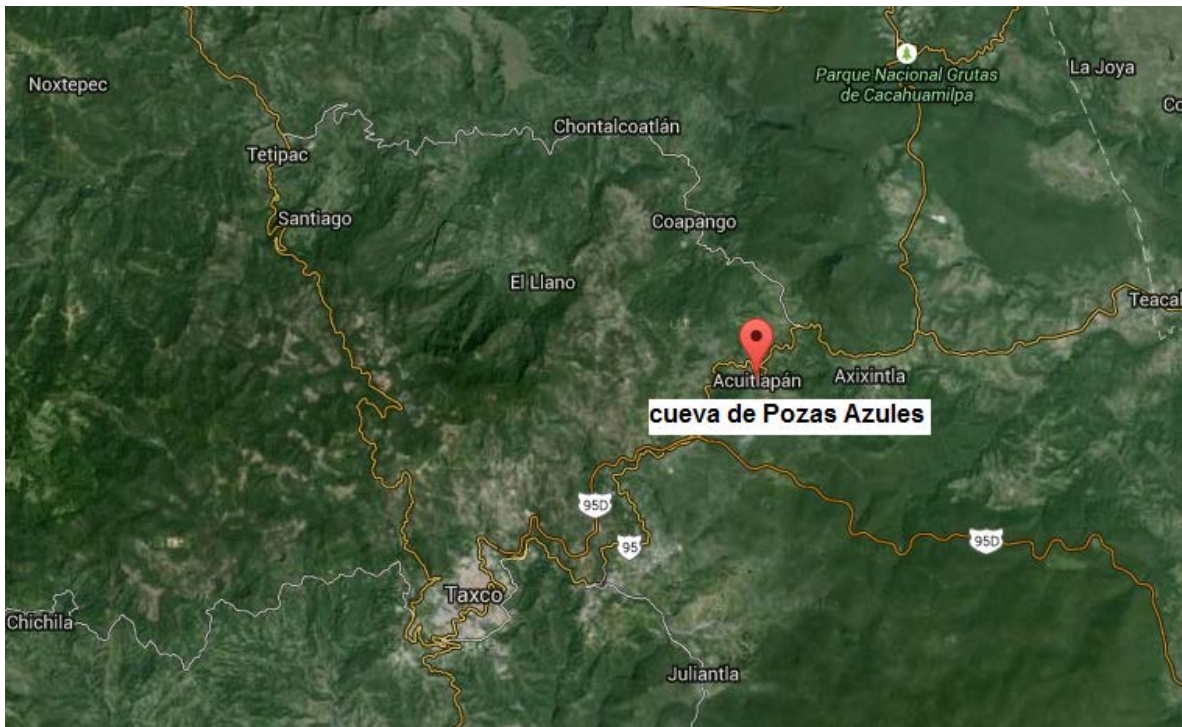 Noxtepec
Parque Nacional Grutas
de Cacahuamilpa
La Joya
Co
Chontalcoatlán
Tetipac
Santiago
Coapango
El Llano
Teacal
Acuitlapán
Axixintla
cueva de Pozas Azules
95D
95
95D
Taxco
Chichila
Juliantla